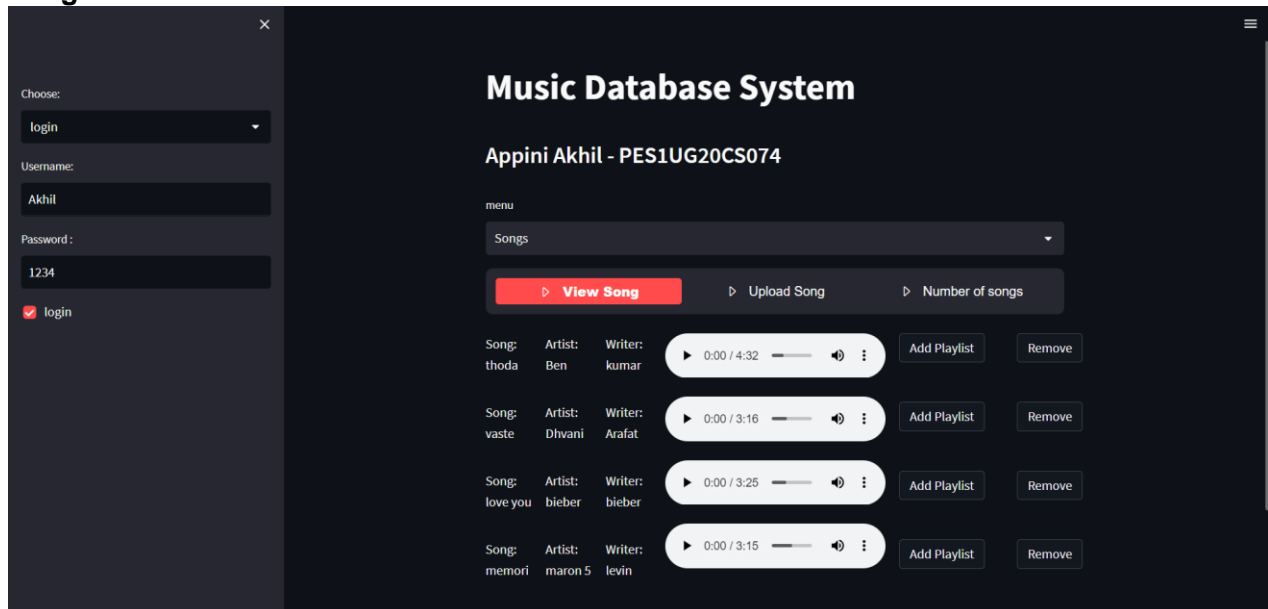 Choose:
login
Username:
Akhil
Password :
1234
login
Music Database System
Appini Akhil - PES1UG20CS074
menu
Songs
View Song Upload Song Number of songs
Song: Artist: Writer: 0:00 / 4:32 Add Playlist Remove
thoda Ben kumar
Song: Artist: Writer: 0:00 / 3:16 Add Playlist Remove
vaste Dhvani Arafat
Song: Artist: Writer: 0:00 / 3:25 Add Playlist Remove
love you bieber bieber
Song: Artist: Writer: 0:00 / 3:15 Add Playlist Remove
memori maron 5 levin